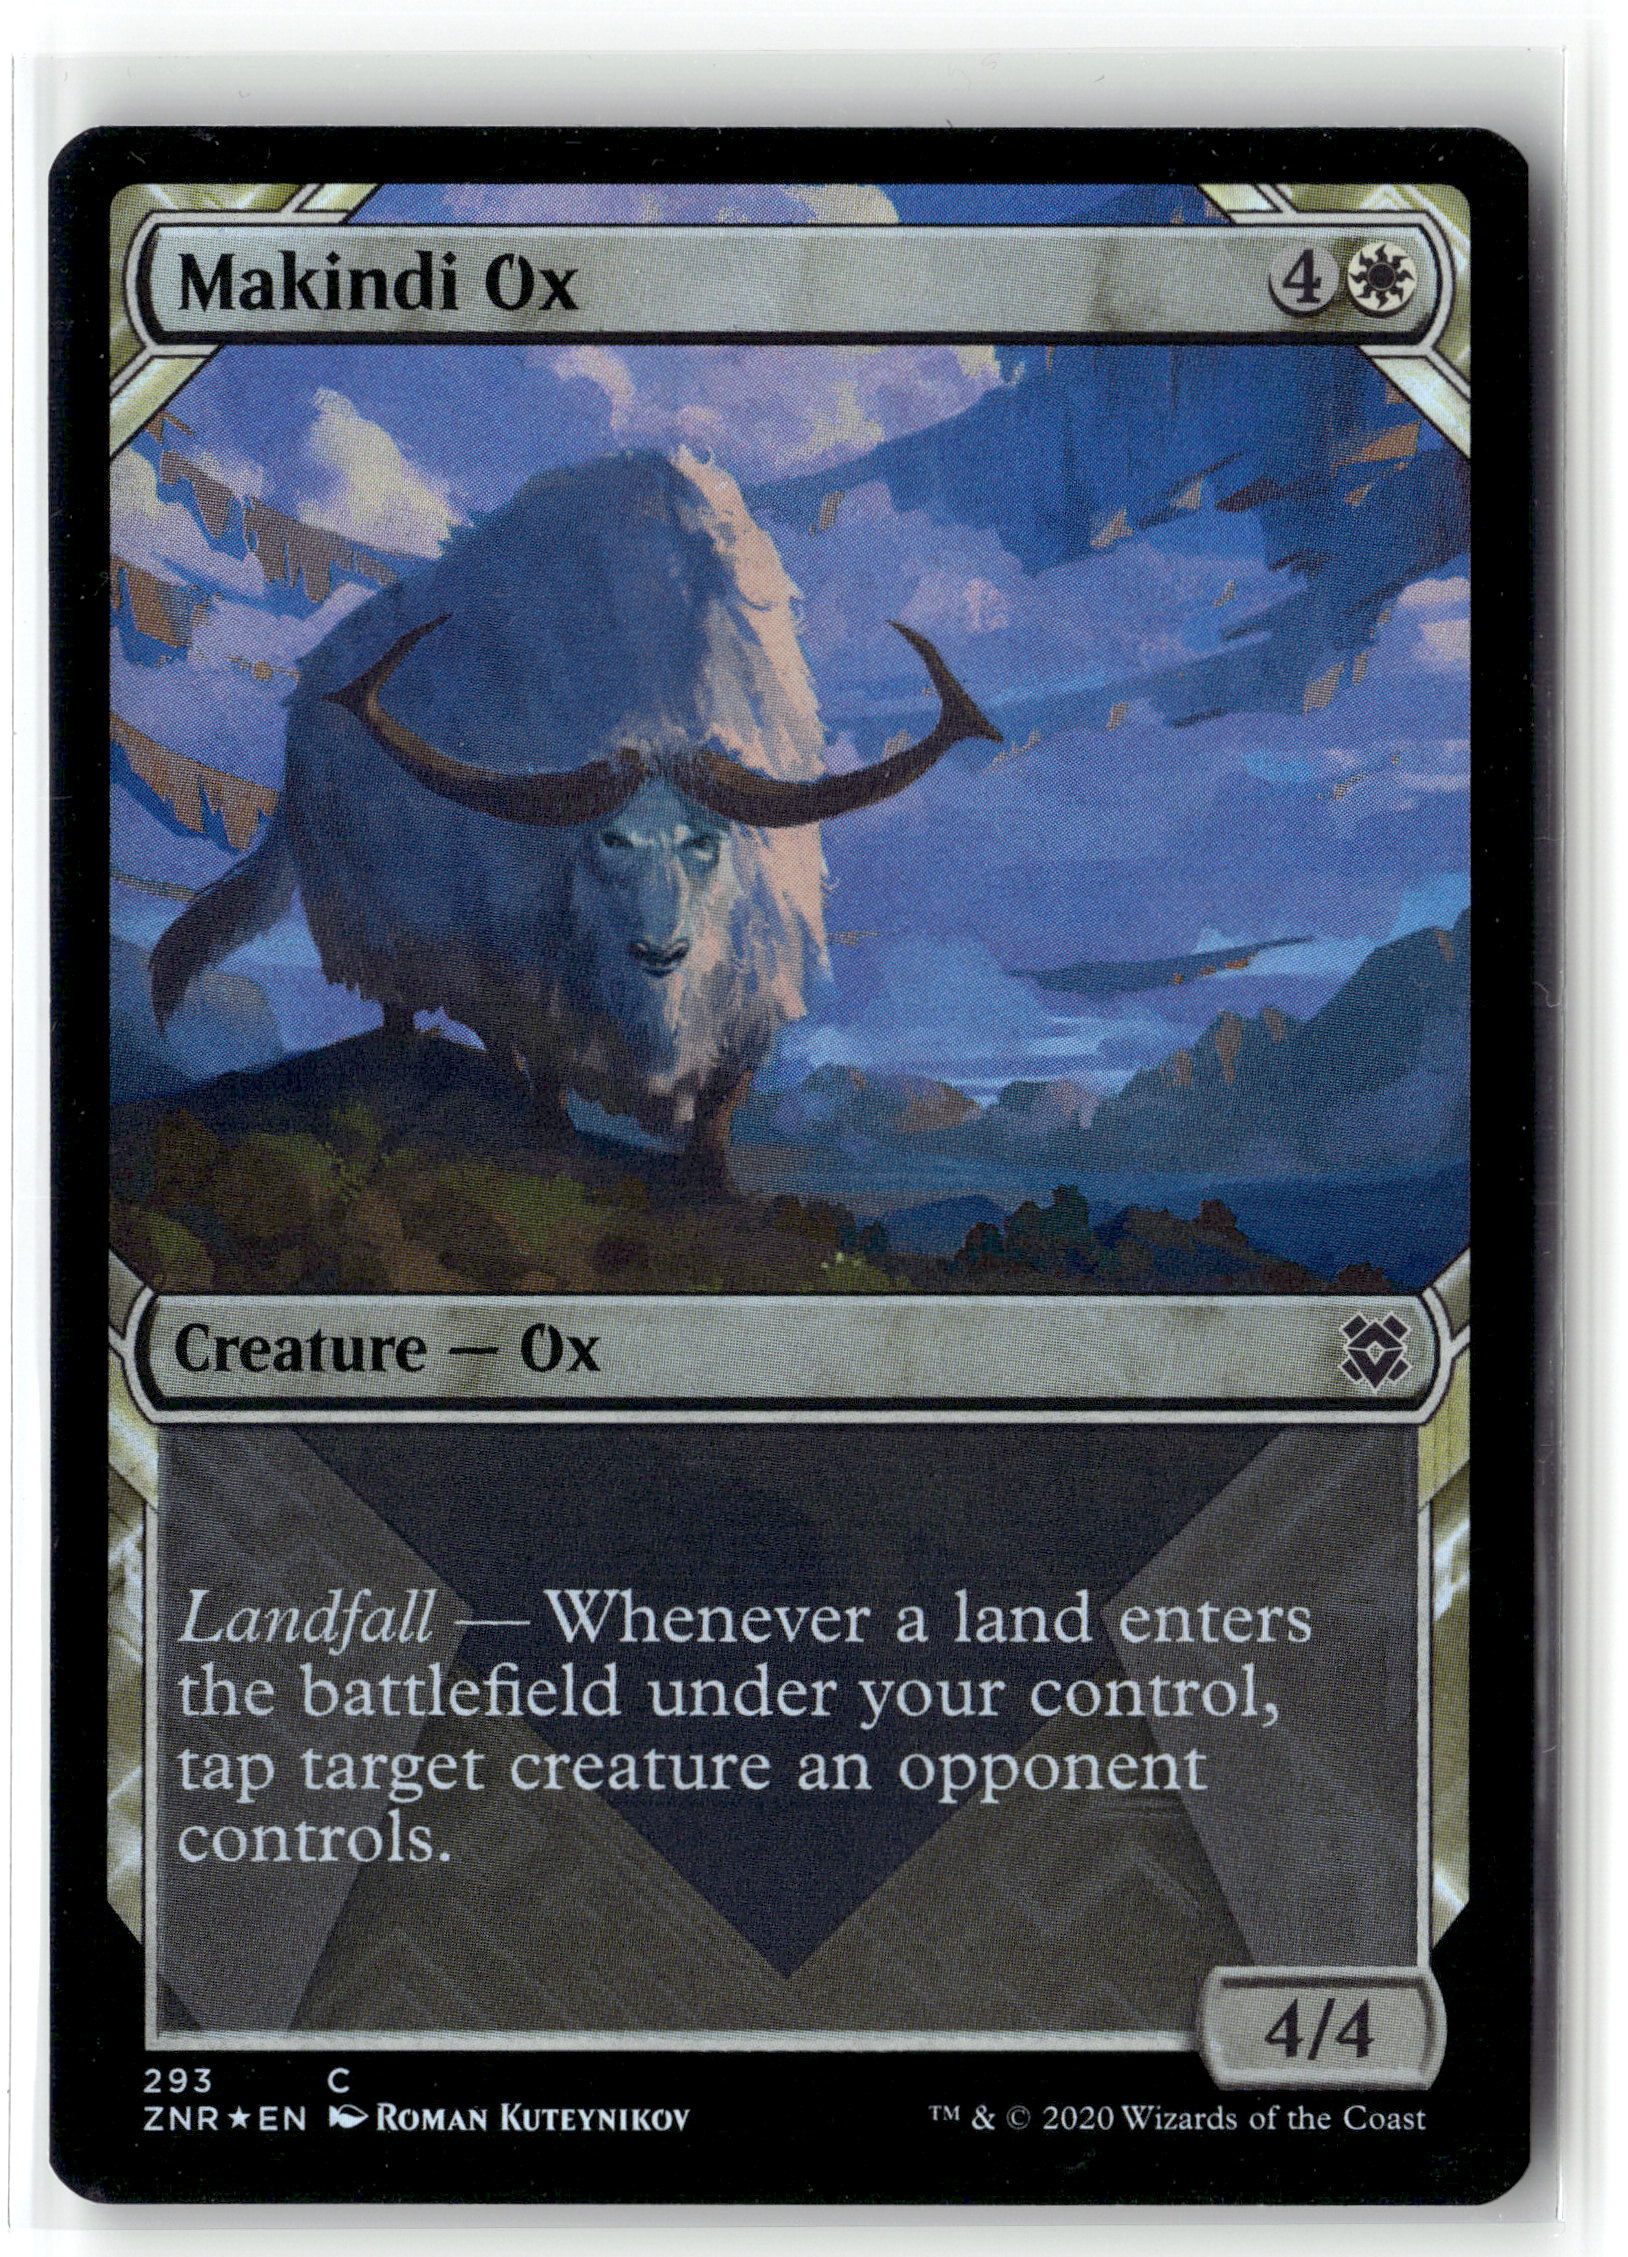 Makindi Ox 4
Creature — Ox
Landfall — Whenever a land enters
the battlefield under your control,
tap target creature an opponent
controls.
4/4
293 C
ZNR★EN ROMAN KUTEYNIKOV ™ & © 2020 Wizards of the Coast